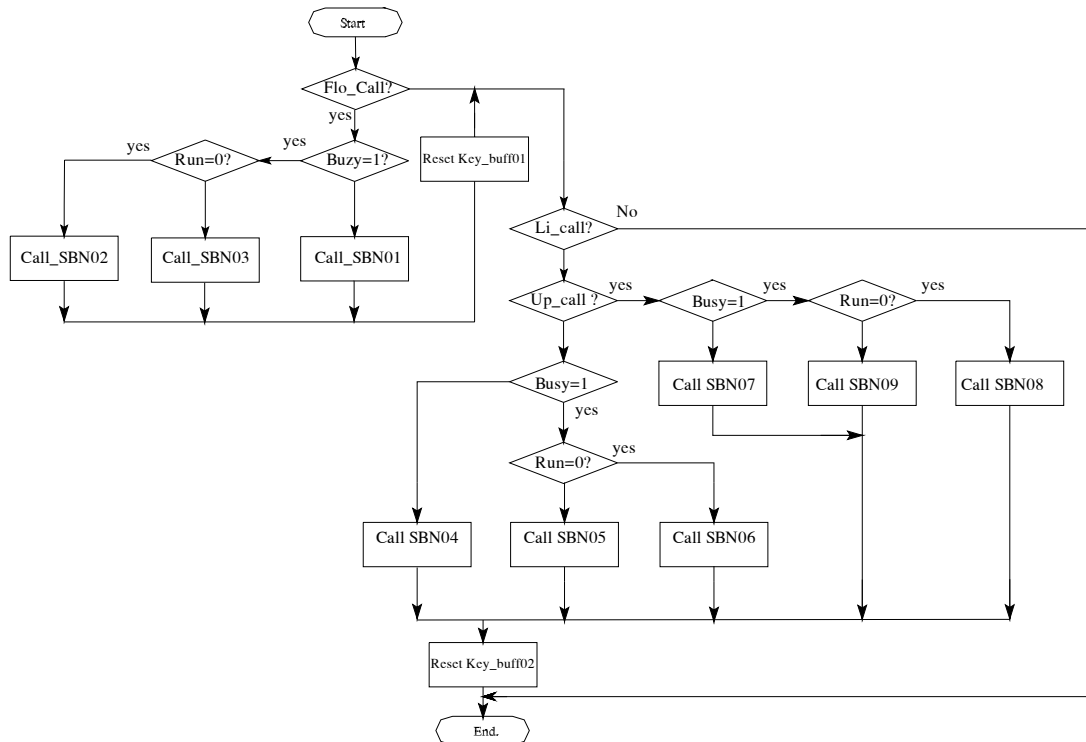 Start
Flo_Call?
yes
yes
yes
Run=0?
Buzy=1?
Reset Key_buff01
Call_SBN02
Call_SBN03
Call_SBN01
Li_call?
No
Up_call ?
yes
Busy=1
yes
Run=0?
yes
Call SBN07
Call SBN09
Call SBN08
Busy=1
yes
Run=0?
yes
Call SBN04
Call SBN05
Call SBN06
Reset Key_buff02
End.